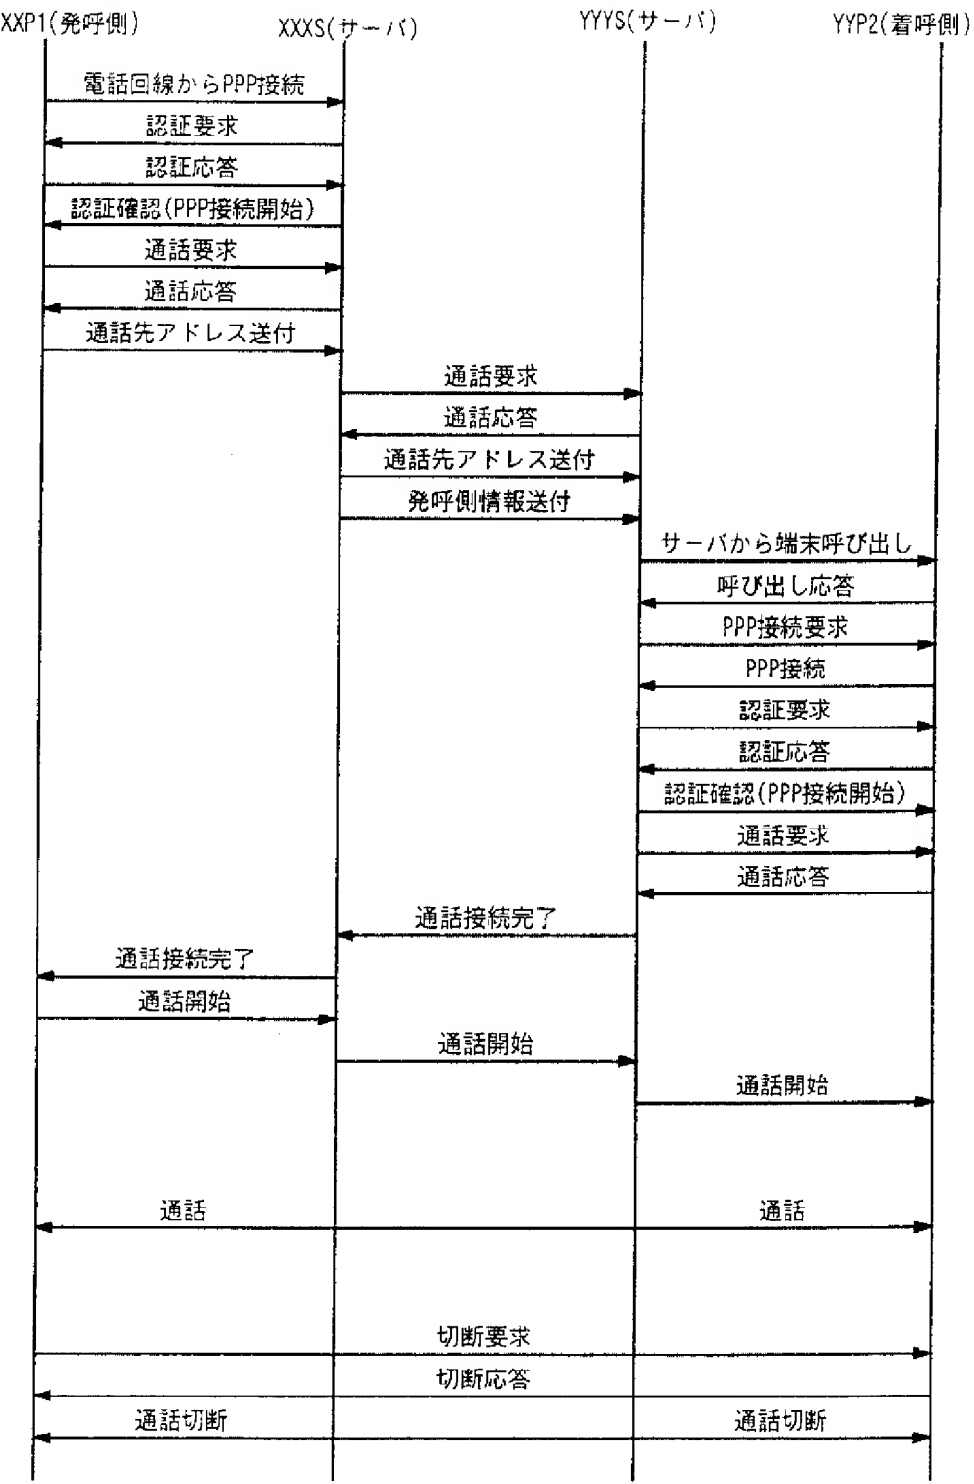 XXP1(発呼側) XXXS(サーバ) YYYS(サーバ) YYP2(着呼側)
電話回線からPPP接続
認証要求
認証応答
認証確認(PPP接続開始)
通話要求
通話応答
通話先アドレス送付
通話要求
通話応答
通話先アドレス送付
発呼側情報送付
サーバから端末呼び出し
呼び出し応答
PPP接続要求
PPP接続
認証要求
認証応答
認証確認(PPP接続開始)
通話要求
通話応答
通話接続完了
通話接続完了
通話開始
通話開始
通話開始
通話 通話
切断要求
切断応答
通話切断 通話切断